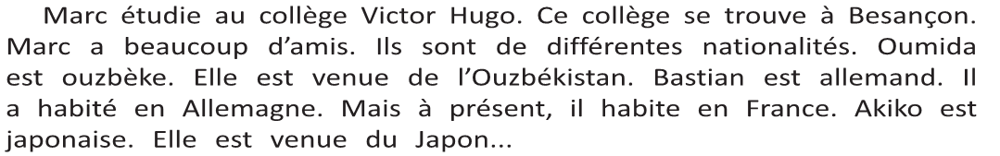 Marc étudie au collège Victor Hugo. Ce collège se trouve à Besançon.
Marc a beaucoup d’amis. Ils sont de différentes nationalités. Oumida
est ouzbèke. Elle est venue de l’Ouzbékistan. Bastian est allemand. Il
a habité en Allemagne. Mais à présent, il habite en France. Akiko est
japonaise. Elle est venue du Japon...